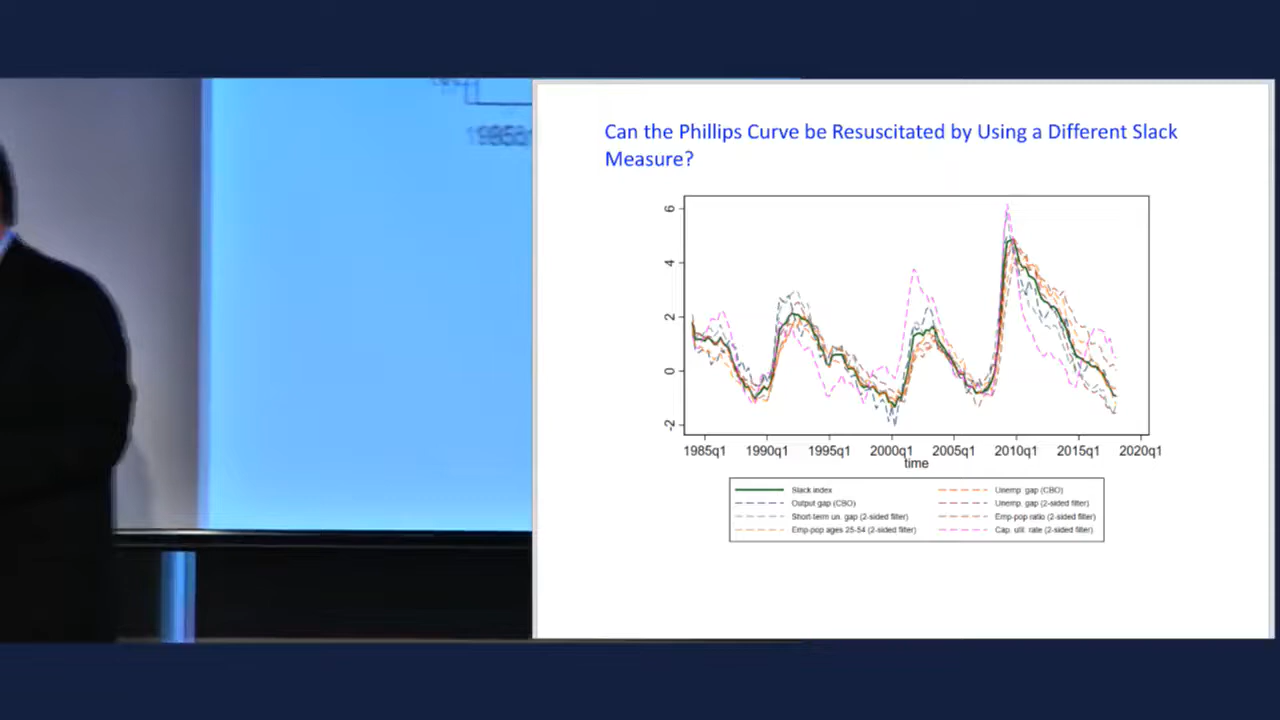 Can the Phillips Curve be Resuscitated by Using a Different Slack
Measure?
6
4
2
0
-2
1985q1 1990q1 1995q1 2000q1 2005q1 2010q1 2015q1 2020q1
time
Slack index
Unemp. gap (CBO)
Output gap (CBO)
Unemp. gap (2-sided filter)
Short-term un. gap (2-sided filter)
Emp-pop ratio (2-sided filter)
Emp-pop ages 25-54 (2-sided filter)
Cap. util. rate (2-sided filter)